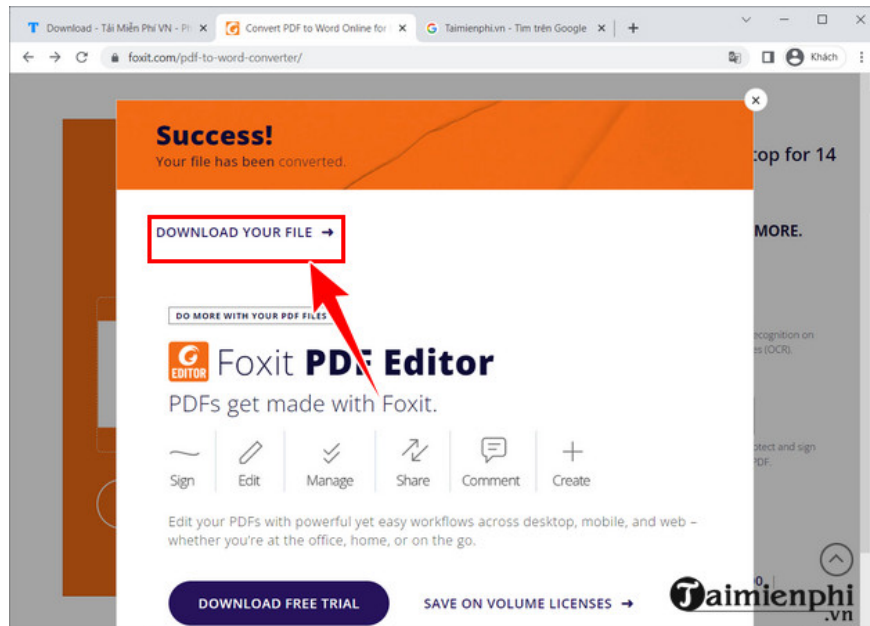 Download - Tải Miễn Phí VN - Ph
Convert PDF to Word Online for
Taimienphi.vn - Tìm trên Google
foxit.com/pdf-to-word-converter/
Khách
Success!
Your file has been converted.
top for 14
DOWNLOAD YOUR FILE →
MORE.
DO MORE WITH YOUR PDF FILES
ecognition on
es (OCR).
G EDITOR
Foxit PDF Editor
PDFs get made with Foxit.
otect and sign
PDF.
Sign Edit Manage Share Comment Create
Edit your PDFs with powerful yet easy workflows across desktop, mobile, and web –
whether you're at the office, home, or on the go.
DOWNLOAD FREE TRIAL
SAVE ON VOLUME LICENSES →
Taimienphi
.vn